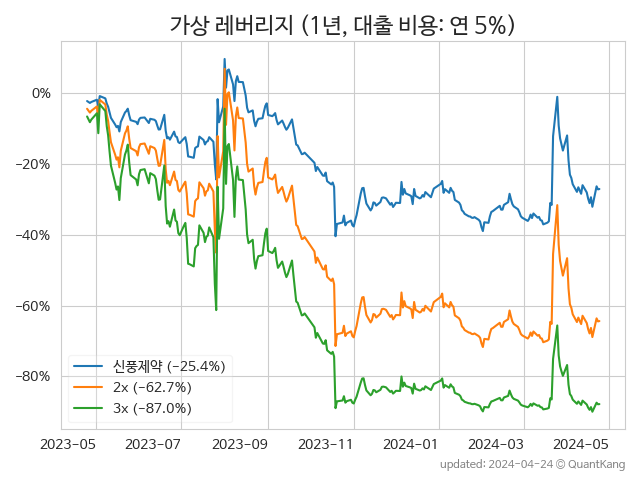 가상 레버리지 (1년, 대출 비용: 연 5%)
0%
−20%
−40%
−60%
−80%
신풍제약 (−25.4%)
2x (−62.7%)
3x (−87.0%)
2023-05 2023-07 2023-09 2023-11 2024-01 2024-03 2024-05
updated: 2024-04-24 © QuantKang